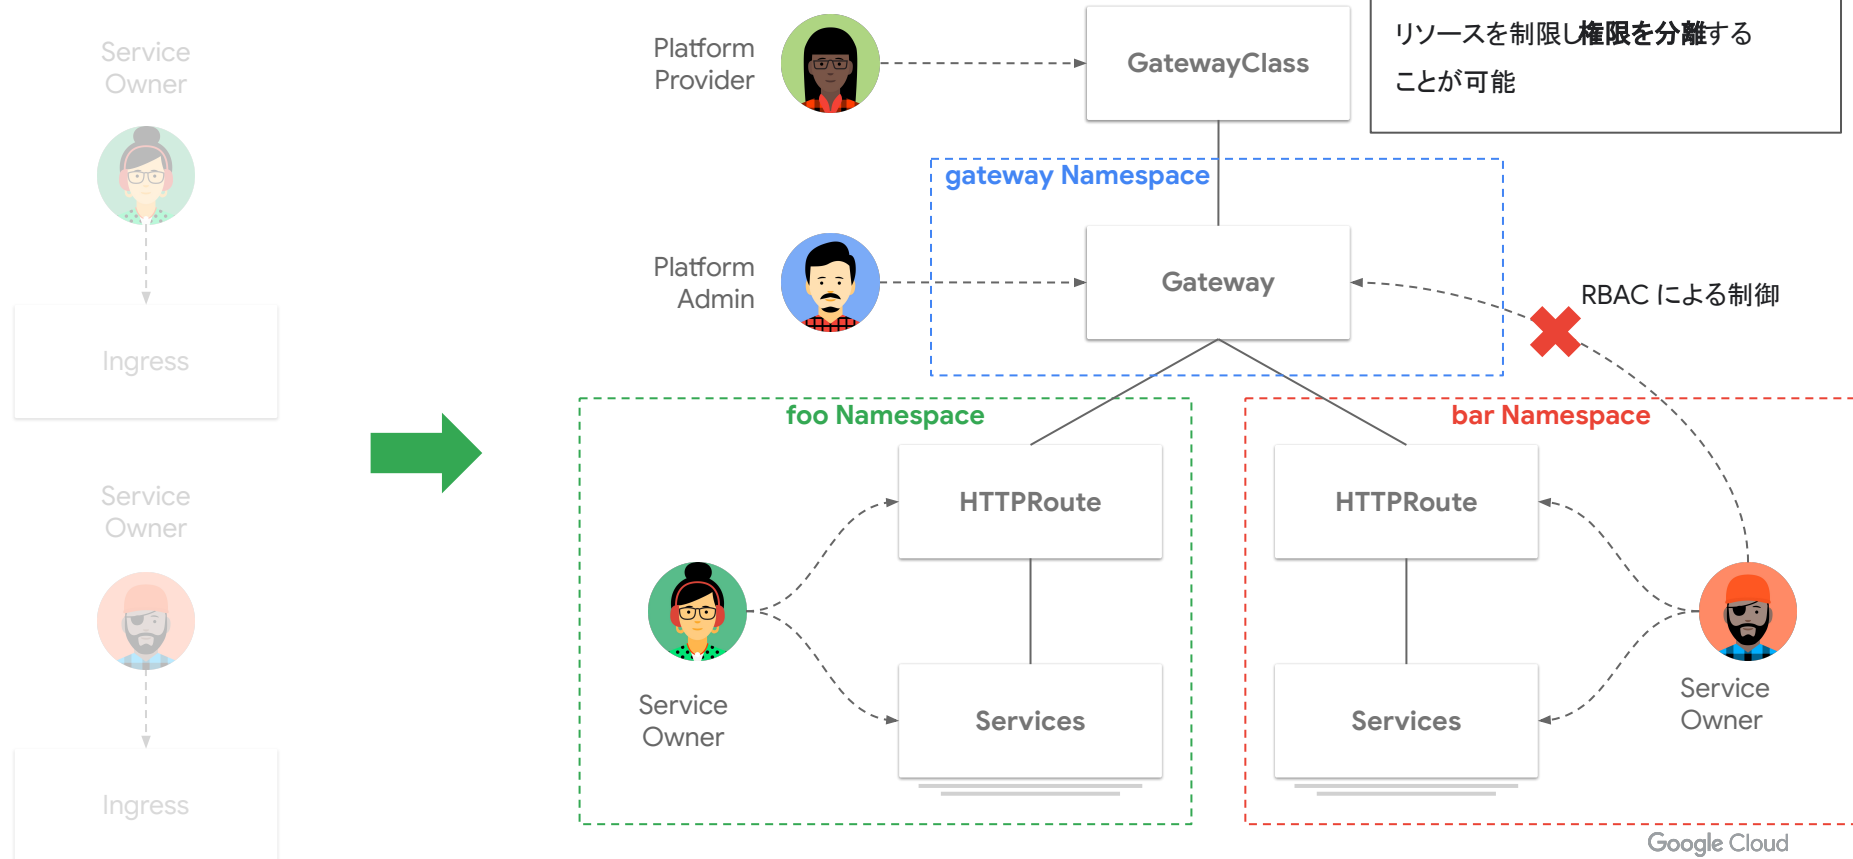 Service
Owner
Ingress
Service
Owner
Ingress
Platform
Provider
GatewayClass
リソースを制限し権限を分離する
ことが可能
gateway Namespace
Platform
Admin
Gateway
RBAC による制御
foo Namespace
HTTPRoute
Service
Owner
Services
bar Namespace
HTTPRoute
Services
Service
Owner
Google Cloud